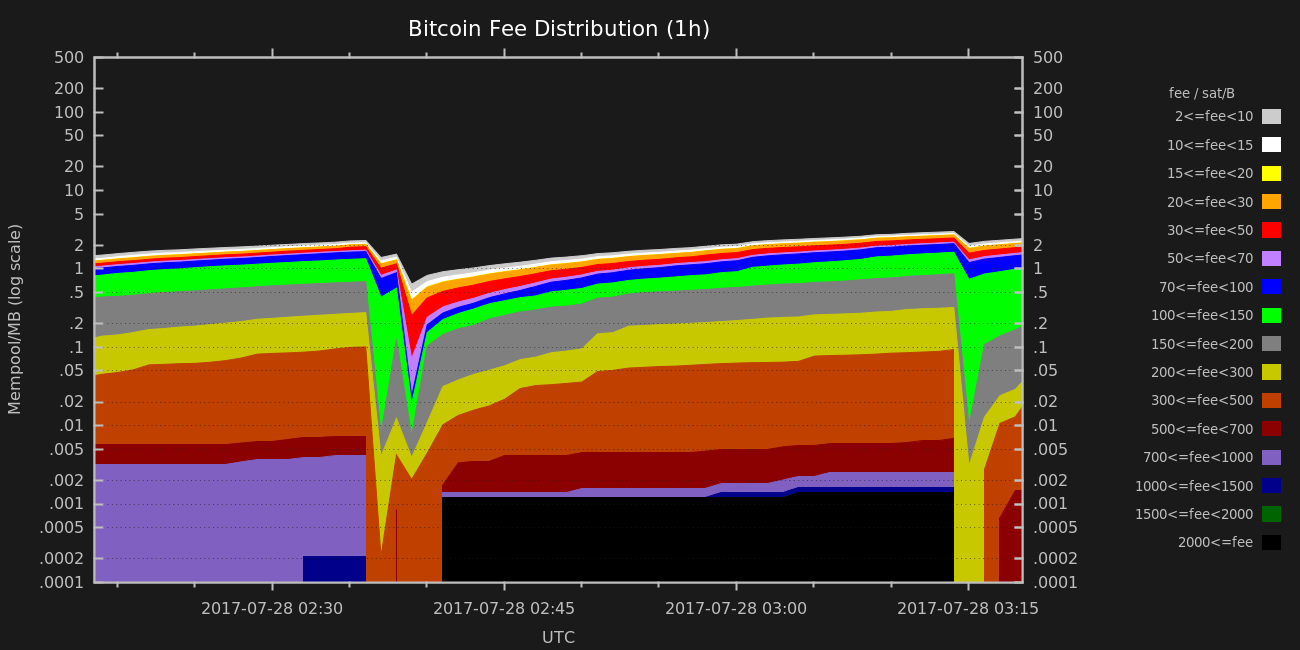 Bitcoin Fee Distribution (1h)
Mempool/MB (log scale)
500
200
100
50
20
10
5
2
1
.5
.2
.1
.05
.02
.01
.005
.002
.001
.0005
.0002
.0001
500
200
100
50
20
10
5
2
1
.5
.2
.1
.05
.02
.01
.005
.002
.001
.0005
.0002
.0001
2017-07-28 02:30
2017-07-28 02:45
2017-07-28 03:00
2017-07-28 03:15
UTC
fee / sat/B
2<=fee<10
10<=fee<15
15<=fee<20
20<=fee<30
30<=fee<50
50<=fee<70
70<=fee<100
100<=fee<150
150<=fee<200
200<=fee<300
300<=fee<500
500<=fee<700
700<=fee<1000
1000<=fee<1500
1500<=fee<2000
2000<=fee